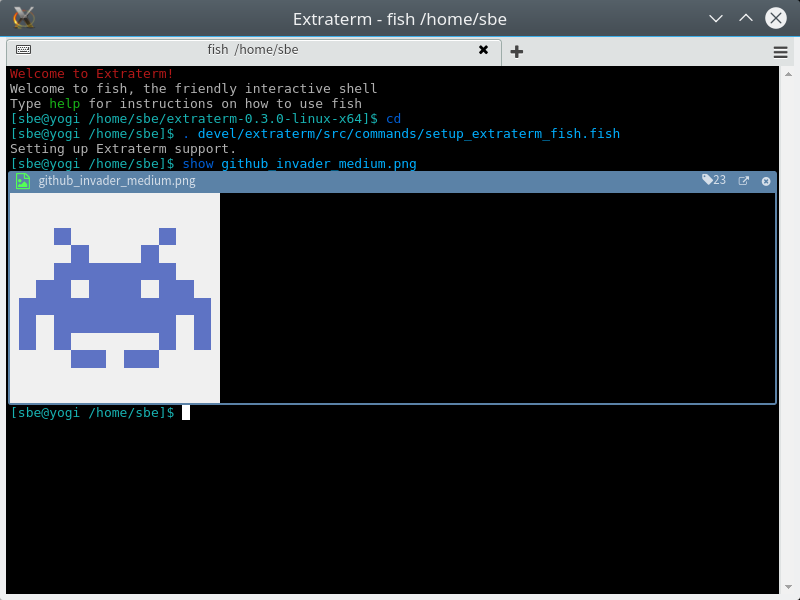 Extraterm - fish /home/sbe
fish /home/sbe
Welcome to Extraterm!
Welcome to fish, the friendly interactive shell
Type help for instructions on how to use fish
[sbe@yogi /home/sbe/extraterm-0.3.0-linux-x64]$ cd
[sbe@yogi /home/sbe]$ . devel/extraterm/src/commands/setup_extraterm_fish.fish
Setting up Extraterm support.
[sbe@yogi /home/sbe]$ show github_invader_medium.png
github_invader_medium.png 23
[sbe@yogi /home/sbe]$